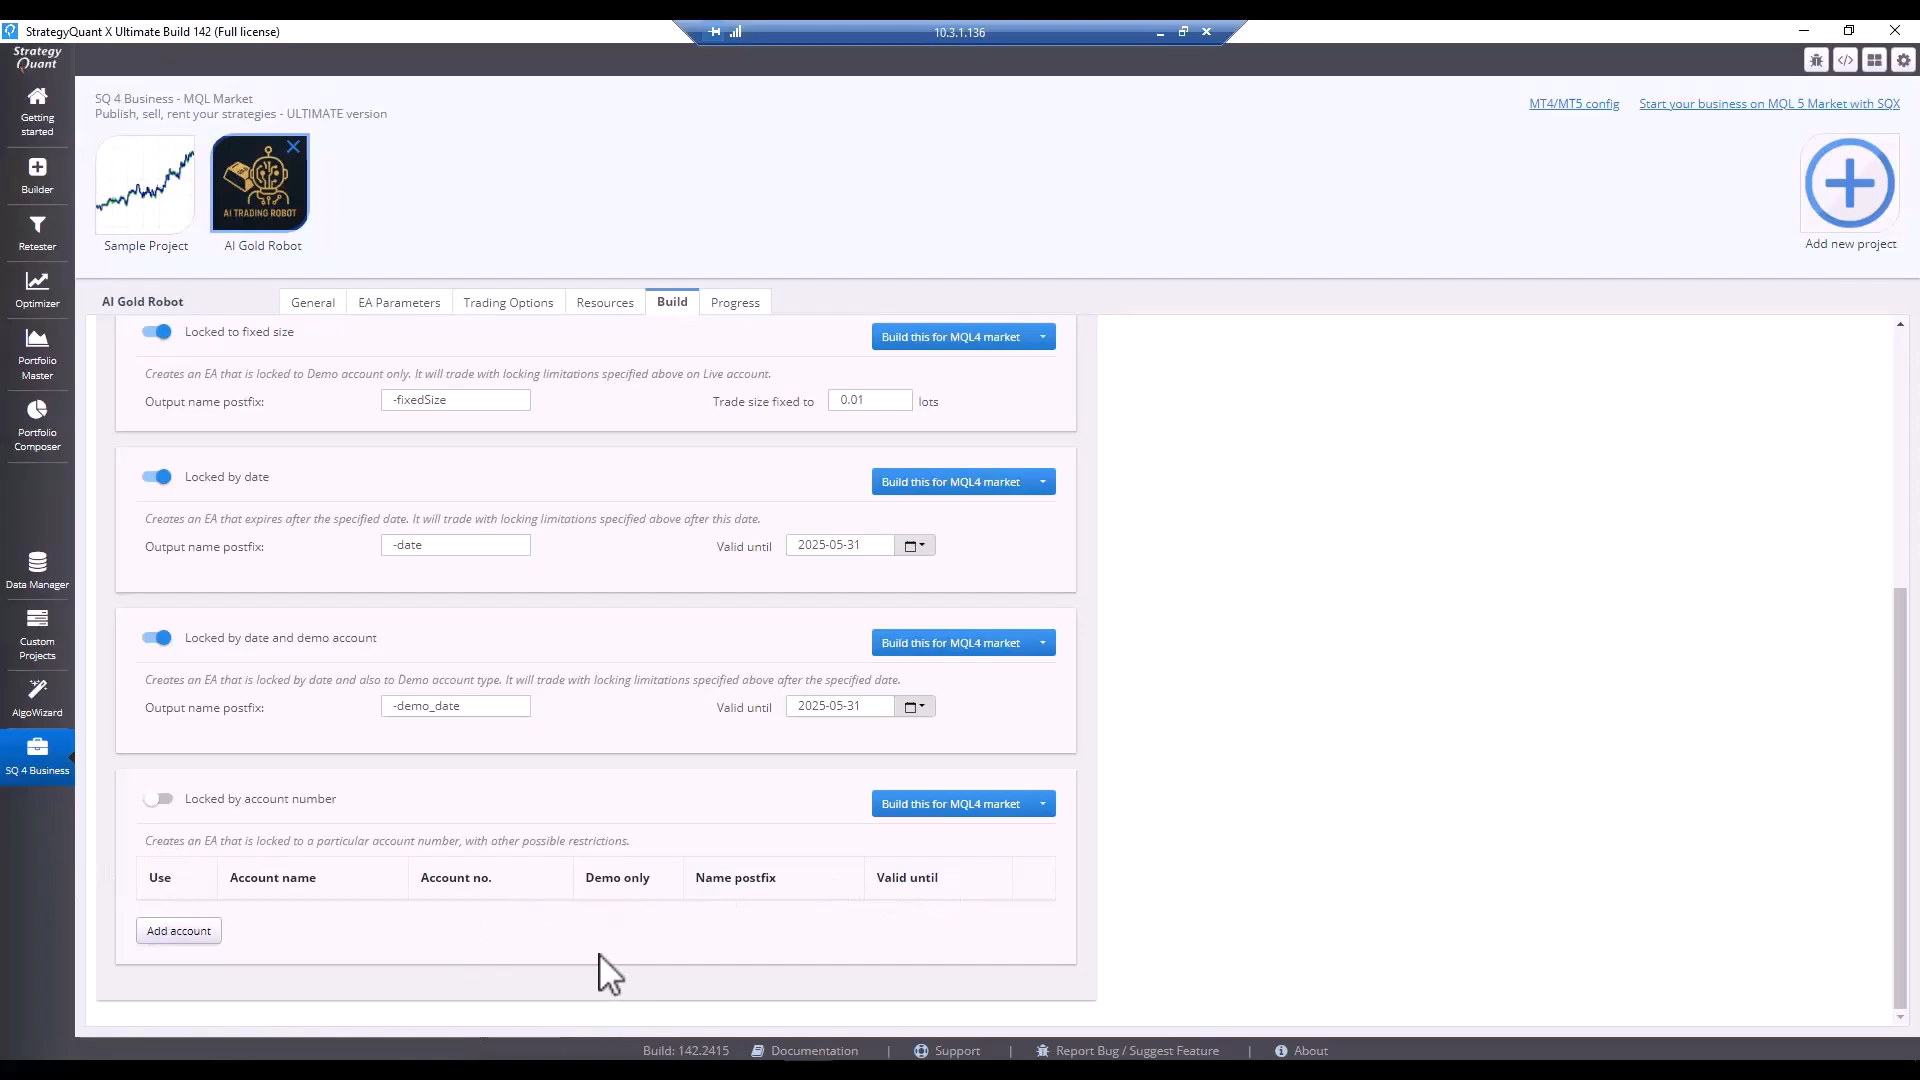 StrategyQuant X Ultimate Build 142 (Full license)
10.3.1.136
Strategy
Quant
Getting
started
Builder
Retester
Optimizer
Portfolio
Master
Portfolio
Composer
Data Manager
Custom
Projects
AlgoWizard
SQ 4 Business
SQ 4 Business - MQL Market
Publish, sell, rent your strategies - ULTIMATE version
MT4/MT5 config
Start your business on MQL 5 Market with SQX
AI TRADING ROBOT
Sample Project
AI Gold Robot
Add new project
AI Gold Robot
General
EA Parameters
Trading Options
Resources
Build
Progress
Locked to fixed size
Build this for MQL4 market
Creates an EA that is locked to Demo account only. It will trade with locking limitations specified above on Live account.
Output name postfix:
-fixedSize
Trade size fixed to
0.01
lots
Locked by date
Build this for MQL4 market
Creates an EA that expires after the specified date. It will trade with locking limitations specified above after this date.
Output name postfix:
-date
Valid until
2025-05-31
Locked by date and demo account
Build this for MQL4 market
Creates an EA that is locked by date and also to Demo account type. It will trade with locking limitations specified above after the specified date.
Output name postfix:
-demo_date
Valid until
2025-05-31
Locked by account number
Build this for MQL4 market
Creates an EA that is locked to a particular account number, with other possible restrictions.
Use
Account name
Account no.
Demo only
Name postfix
Valid until
Add account
Build: 142.2415
Documentation
|
Support
|
Report Bug / Suggest Feature
|
About